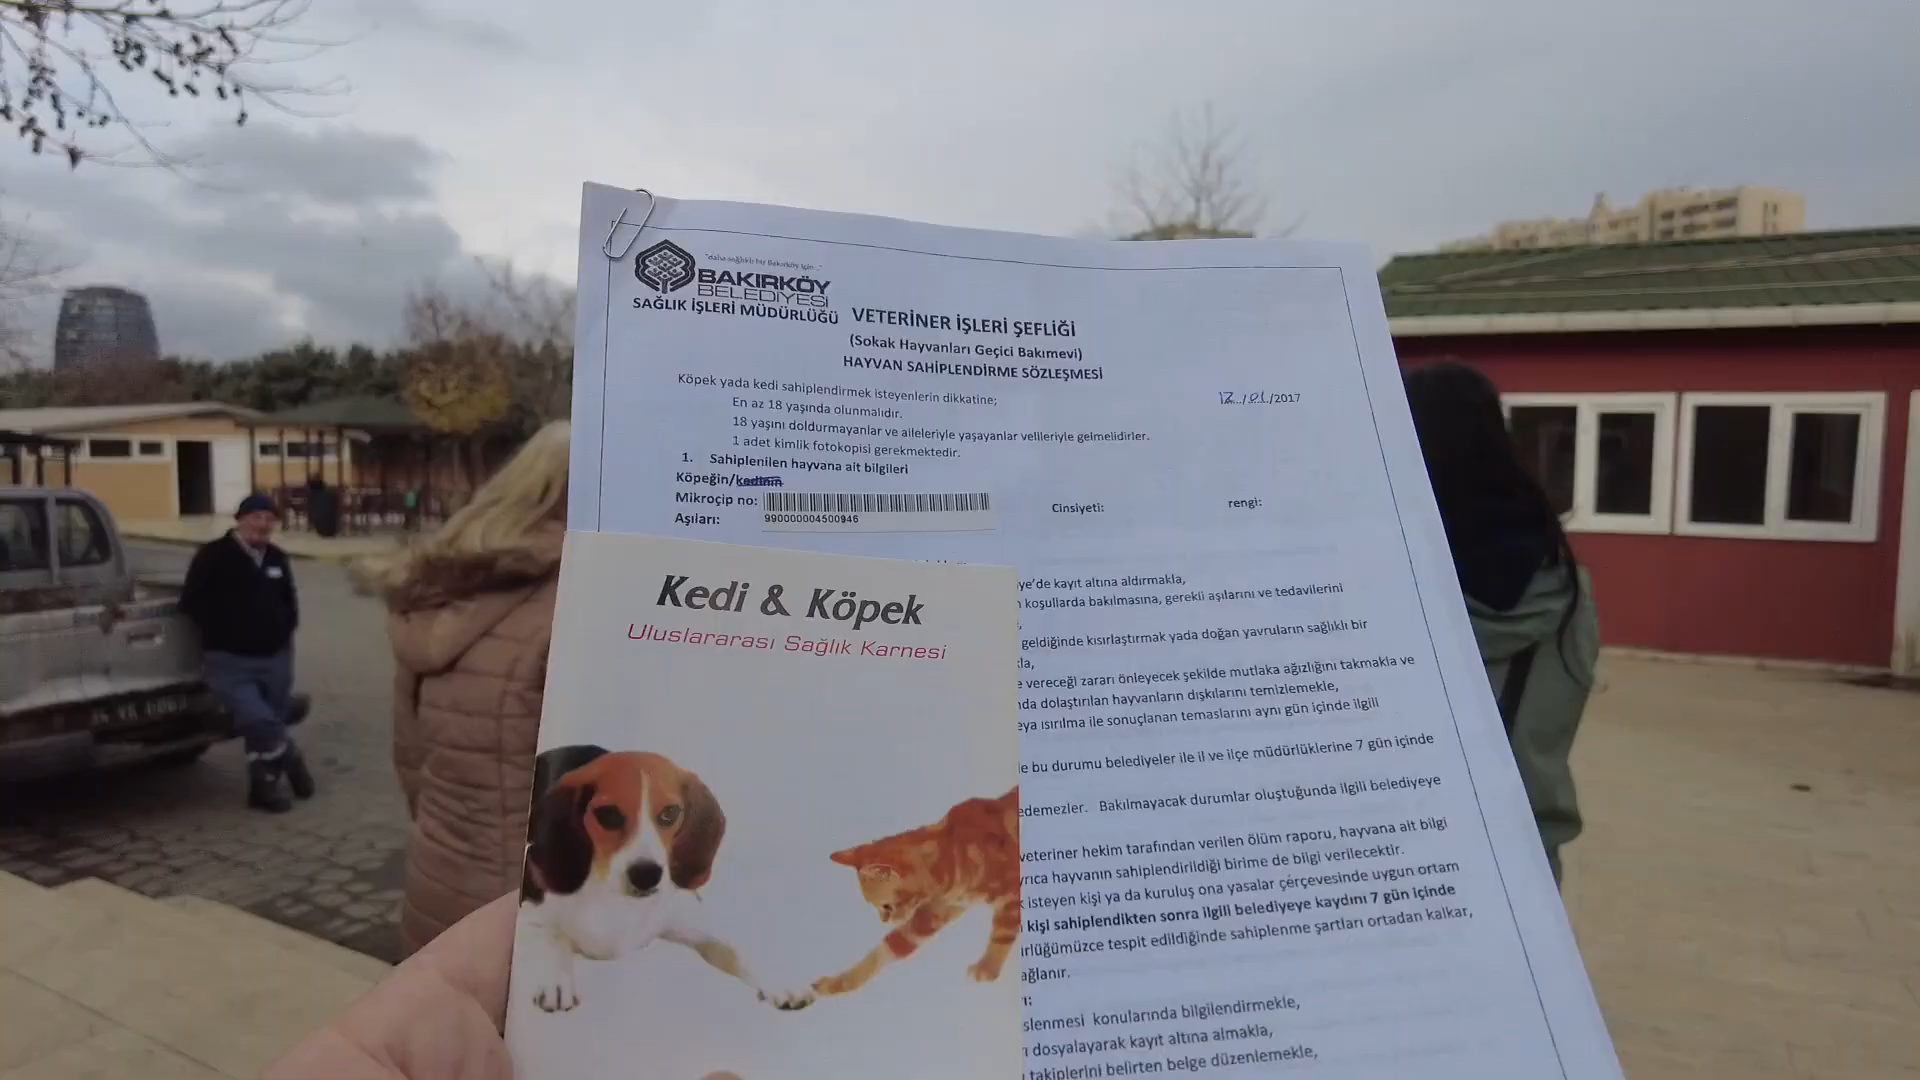 "daha sağlıklı bir Bakırköy için..."
BAKIRKÖY
BELEDİYESİ
SAĞLIK İŞLERİ MÜDÜRLÜĞÜ
VETERİNER İŞLERİ ŞEFLİĞİ
(Sokak Hayvanları Geçici Bakımevi)
HAYVAN SAHİPLENDİRME SÖZLEŞMESİ
Köpek yada kedi sahiplendirmek isteyenlerin dikkatine;
12/01/2017
En az 18 yaşında olunmalıdır.
18 yaşını doldurmayanlar ve aileleriyle yaşayanlar velileriyle gelmelidirler.
1 adet kimlik fotokopisi gerekmektedir.
1. Sahiplenilen hayvana ait bilgileri
Köpeğin/kedinin
Mikroçip no: Cinsiyeti: rengi:
Aşıları: 990000004500946
Kedi & Köpek
Uluslararası Sağlık Karnesi
ye'de kayıt altına aldırmakla,
koşullarda bakılmasına, gerekli aşılarını ve tedavilerini
geldiğinde kısırlaştırmak yada doğan yavruların sağlıklı bir
vereceği zararı önleyecek şekilde mutlaka ağızlığını takmakla ve
nda dolaştırılan hayvanların dışkılarını temizlemekle,
eya ısırılma ile sonuçlanan temaslarını aynı gün içinde ilgili
e bu durumu belediyeler ile il ve ilçe müdürlüklerine 7 gün içinde
edemezler. Bakılmayacak durumlar oluştuğunda ilgili belediyeye
veteriner hekim tarafından verilen ölüm raporu, hayvana ait bilgi
yrıca hayvanın sahiplendirildiği birime de bilgi verilecektir.
k isteyen kişi ya da kuruluş ona yasalar çerçevesinde uygun ortam
kişi sahiplendikten sonra ilgili belediyeye kaydını 7 gün içinde
irlüğümüzce tespit edildiğinde sahiplenme şartları ortadan kalkar,
ağlanır.
slenmesi konularında bilgilendirmekle,
dosyalayarak kayıt altına almakla,
takiplerini belirten belge düzenlemekle,